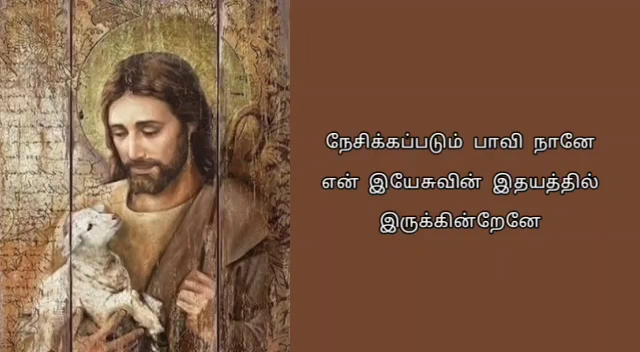 நேசிக்கப்படும் பாவி நானே
என் இயேசுவின் இதயத்தில்
இருக்கின்றேனே